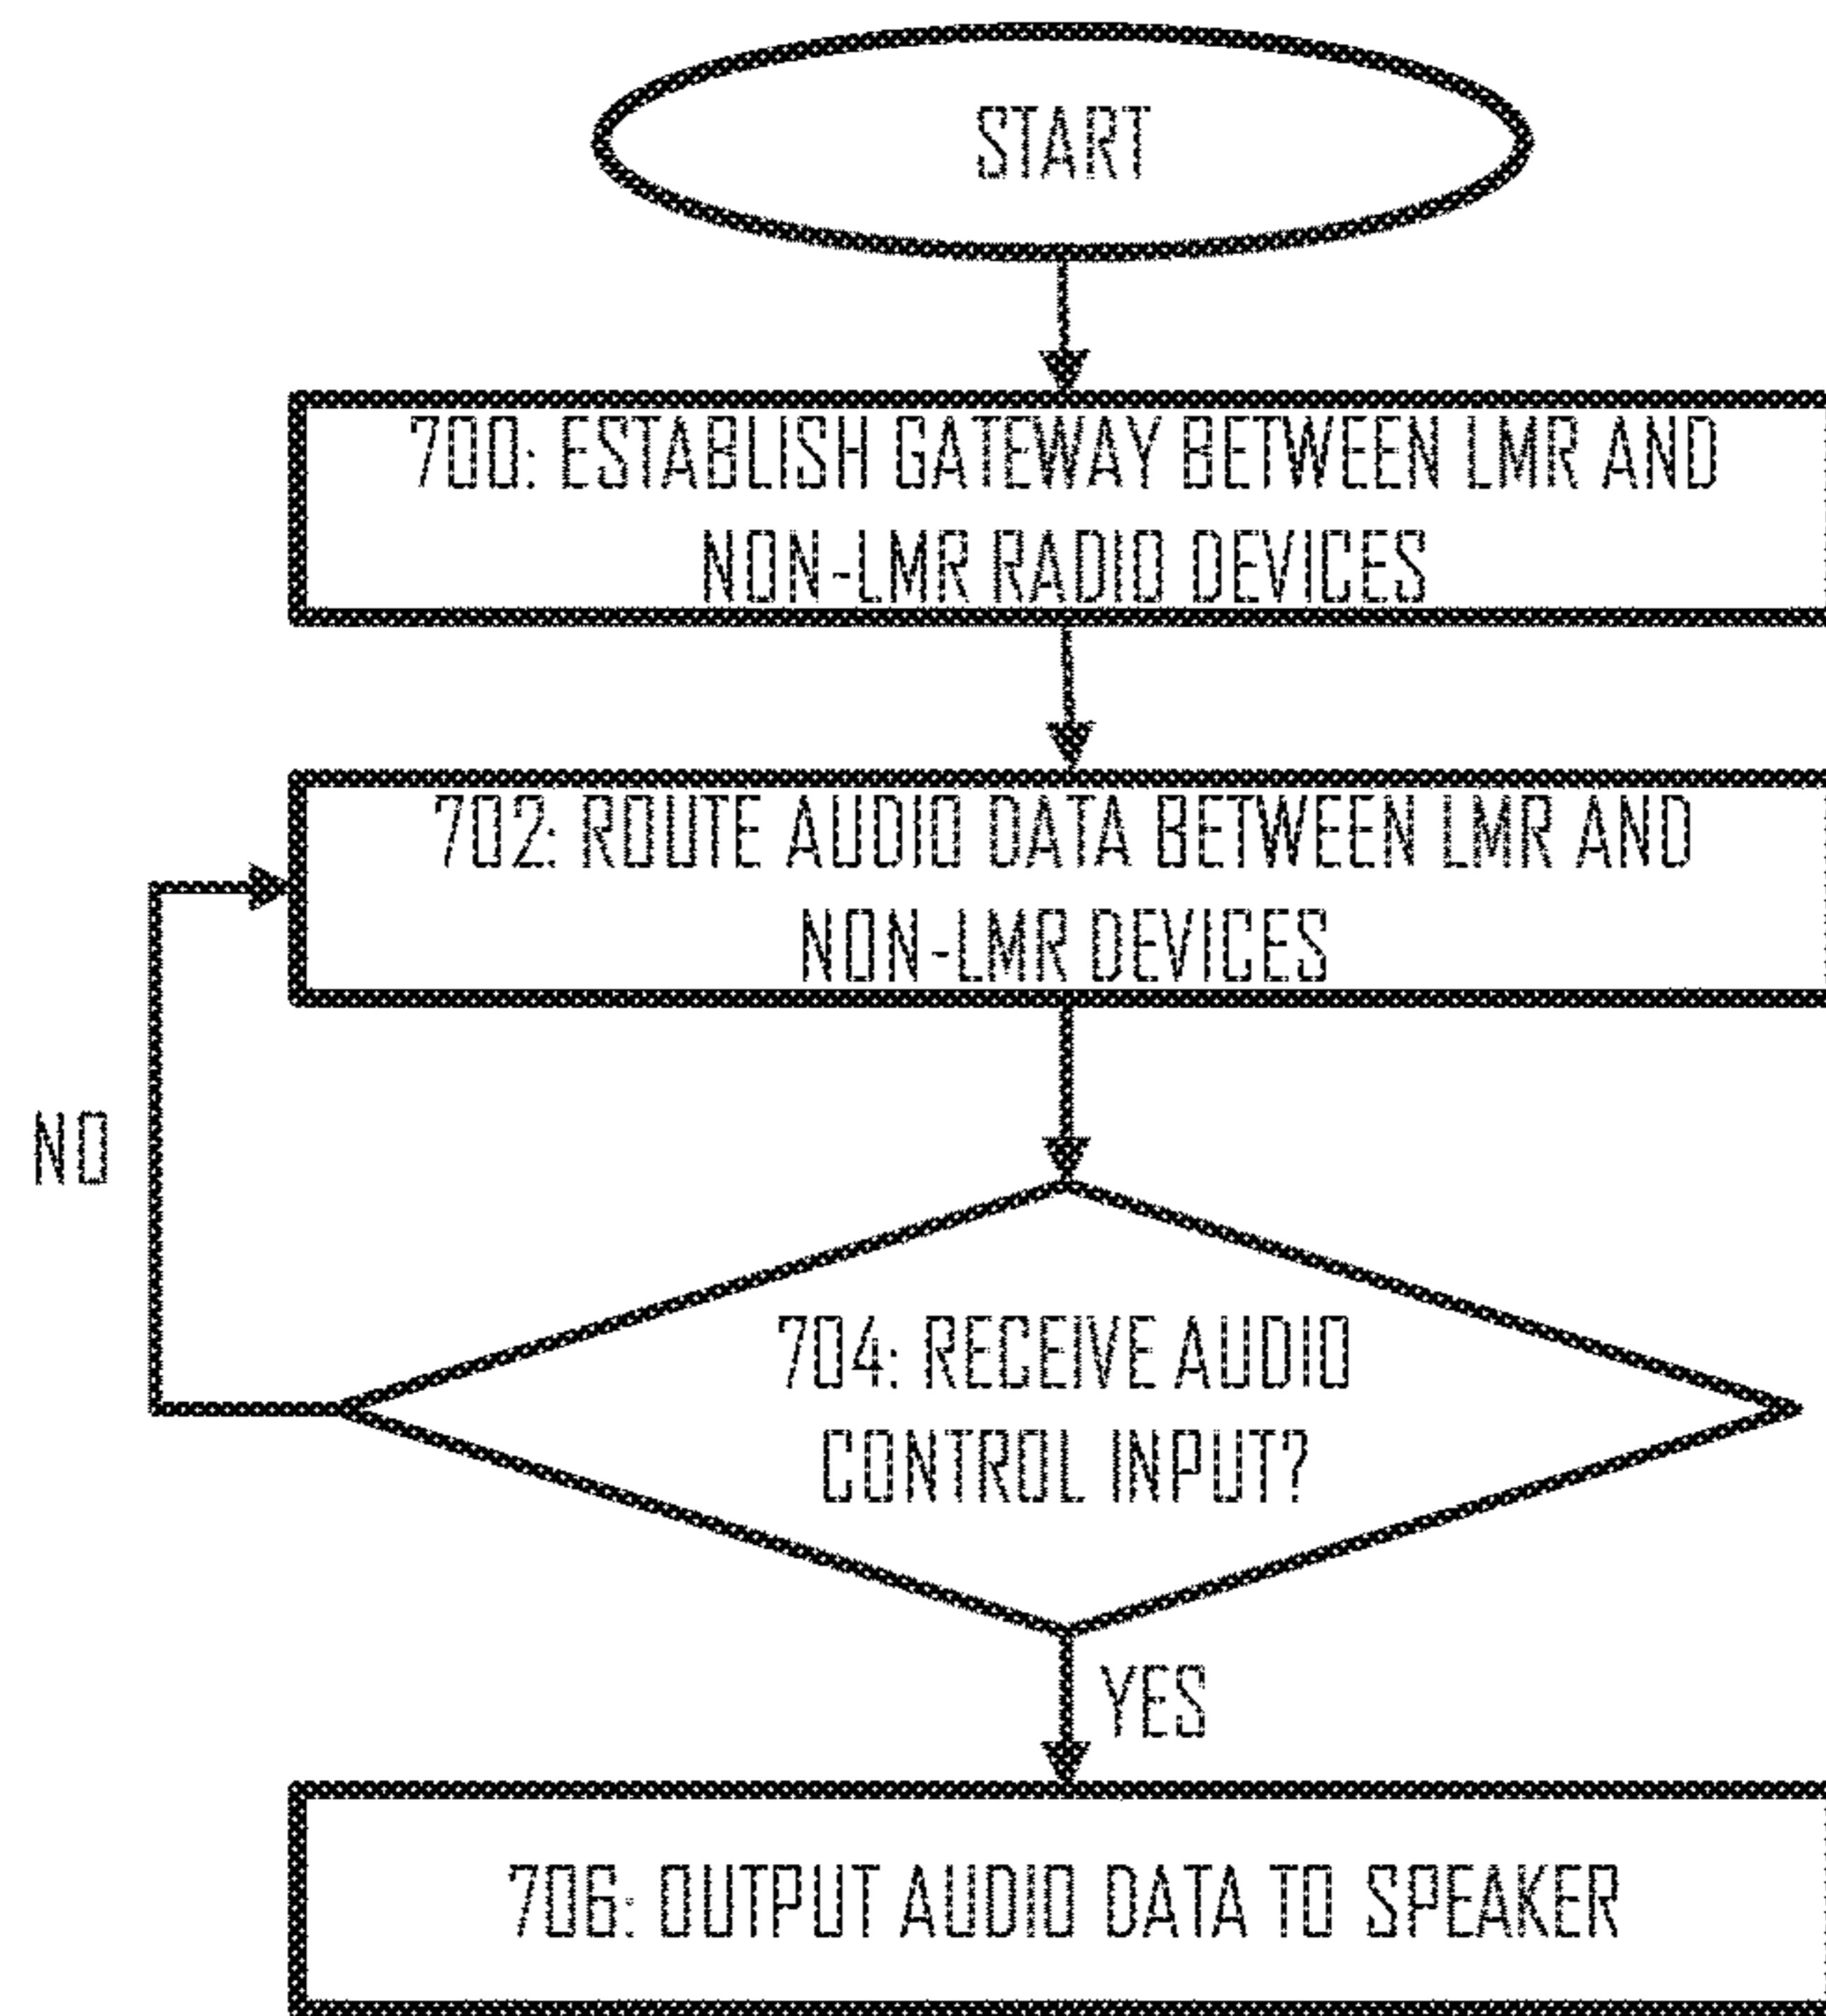 START
700: ESTABLISH GATEWAY BETWEEN LMR AND
NON-LMR RADIO DEVICES
702: ROUTE AUDIO DATA BETWEEN LMR AND
NON-LMR DEVICES
NO
704: RECEIVE AUDIO
CONTROL INPUT?
YES
706: OUTPUT AUDIO DATA TO SPEAKER